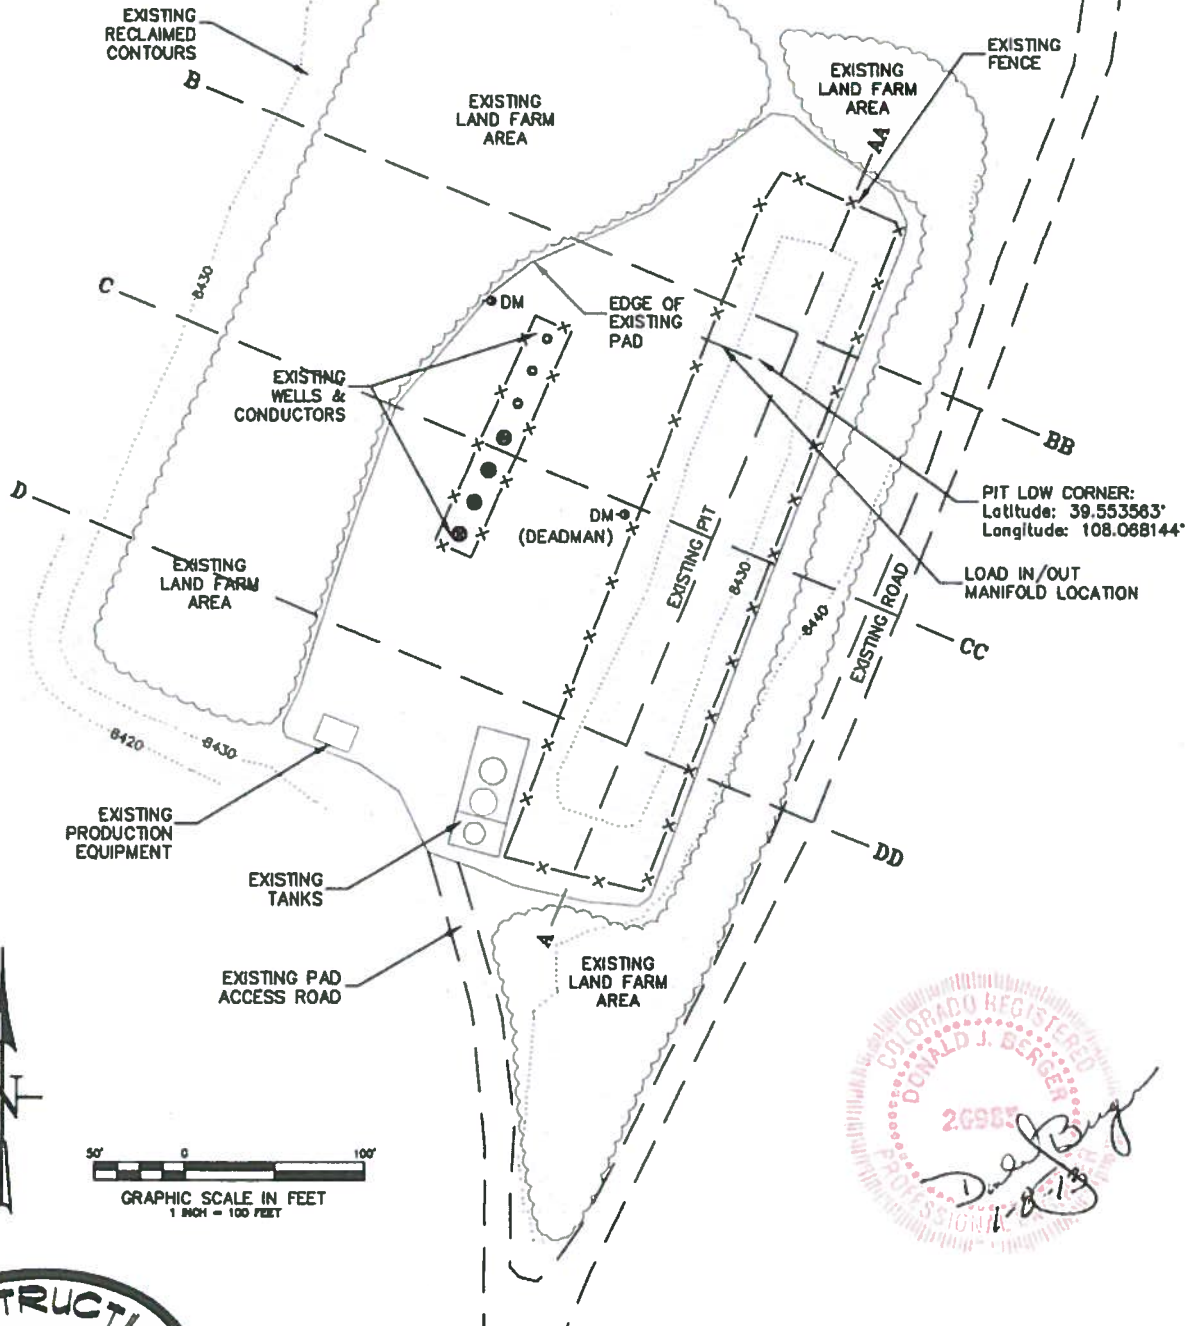 EXISTING
RECLAIMED
CONTOURS
B
EXISTING
LAND FARM
AREA
EXISTING
LAND FARM
AREA
EXISTING
FENCE
AA
C
8430
DM
EDGE OF
EXISTING
PAD
EXISTING
WELLS &
CONDUCTORS
BB
D
DM
(DEADMAN)
EXISTING PIT
PIT LOW CORNER:
Latitude: 39.553563°
Longitude: 108.068144°
EXISTING
LAND FARM
AREA
8430
LOAD IN/OUT
MANIFOLD LOCATION
8440
EXISTING ROAD
CC
8420
8430
EXISTING
PRODUCTION
EQUIPMENT
DD
EXISTING
TANKS
A
EXISTING
LAND FARM
AREA
EXISTING PAD
ACCESS ROAD
COLORADO REGISTERED
DONALD J. BERGER
PROFESSIONAL
1-8-13
N
50'
0
100'
GRAPHIC SCALE IN FEET
1 INCH = 100 FEET